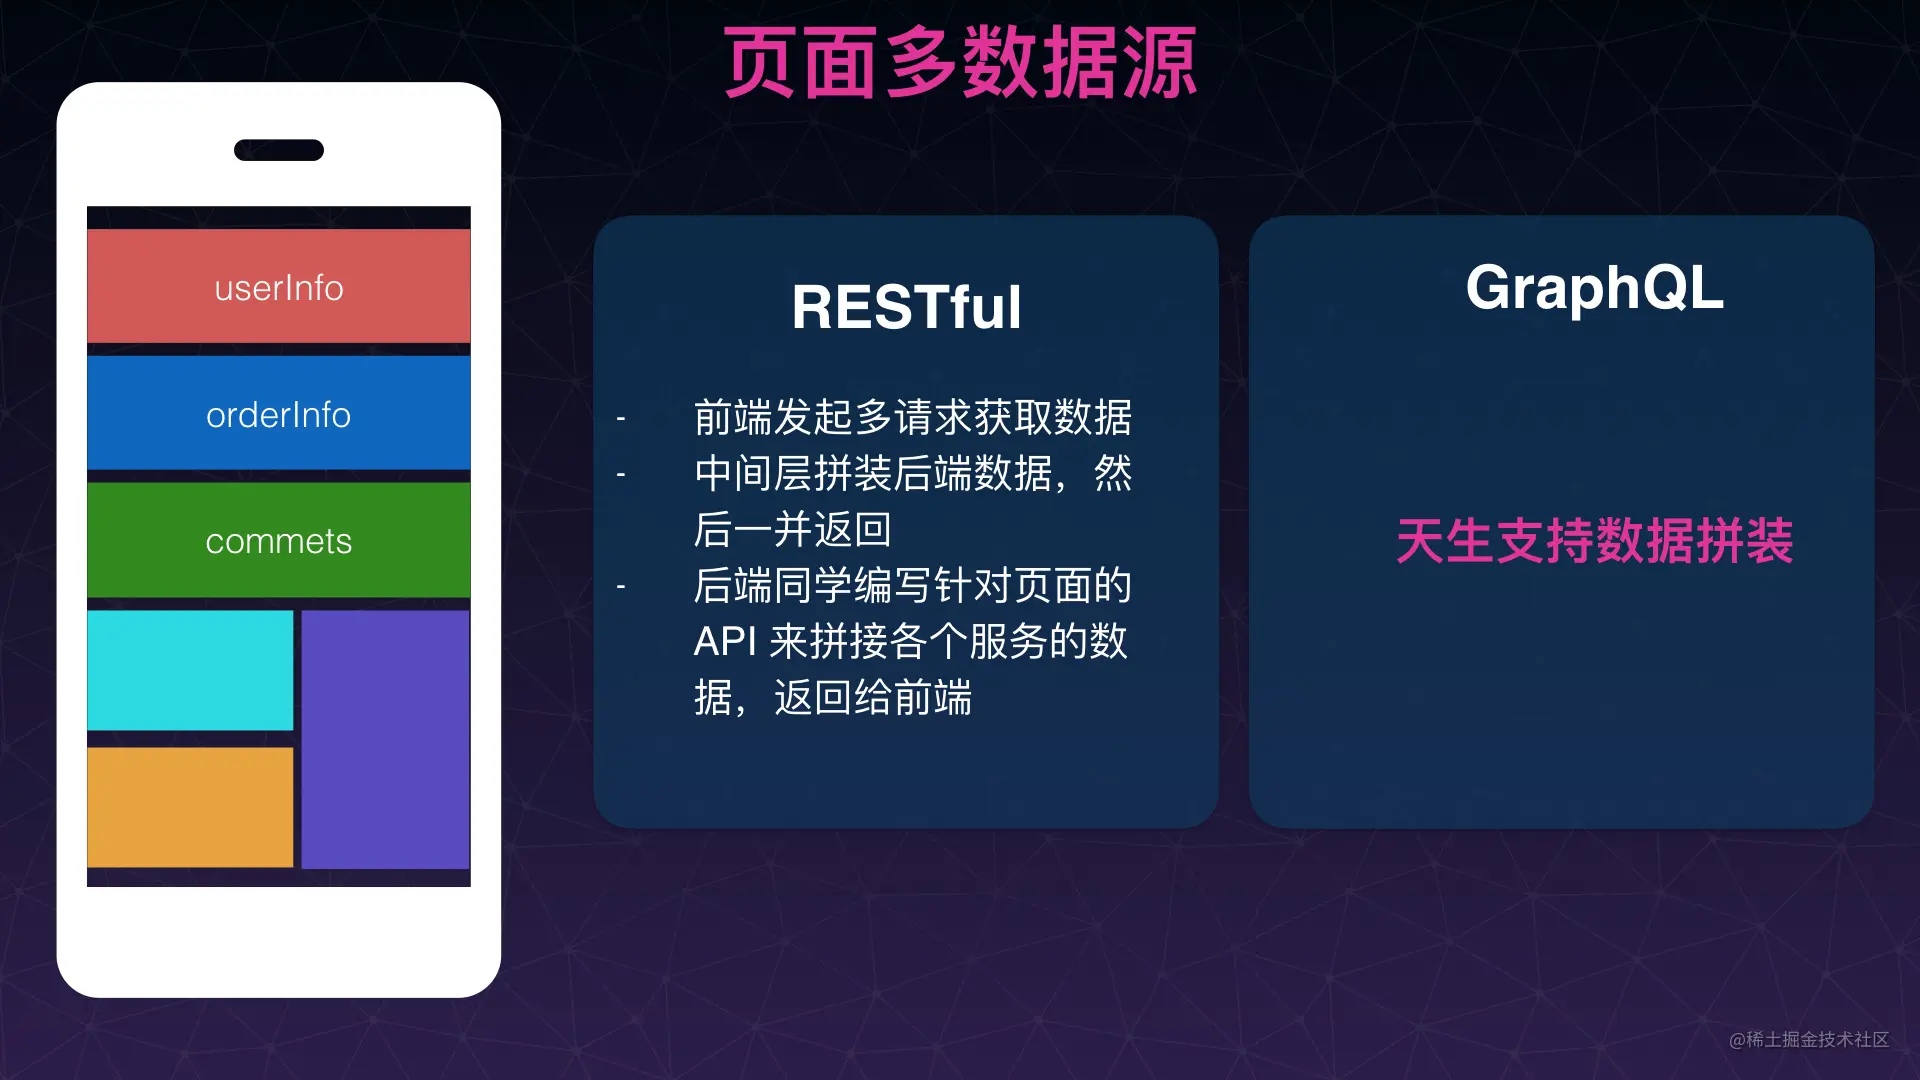 页面多数据源
userInfo
orderInfo
commets
RESTful
- 前端发起多请求获取数据
- 中间层拼装后端数据，然
后一并返回
- 后端同学编写针对页面的
API 来拼接各个服务的数
据，返回给前端
GraphQL
天生支持数据拼装
@稀土掘金技术社区